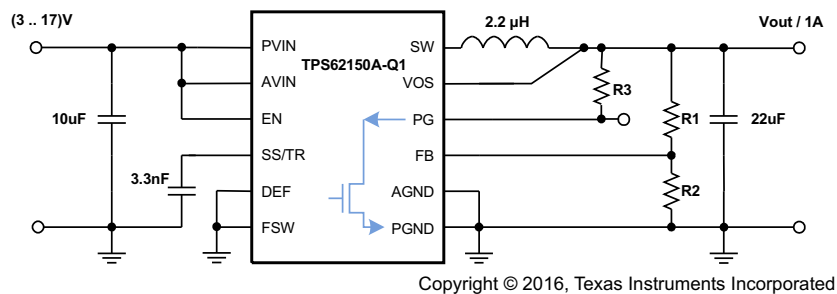 (3 .. 17)V
2.2 µH
Vout / 1A
TPS62150A-Q1
PVIN
SW
AVIN
VOS
R3
10uF
EN
PG
R1
22uF
SS/TR
FB
3.3nF
DEF
AGND
R2
FSW
PGND
Copyright © 2016, Texas Instruments Incorporated